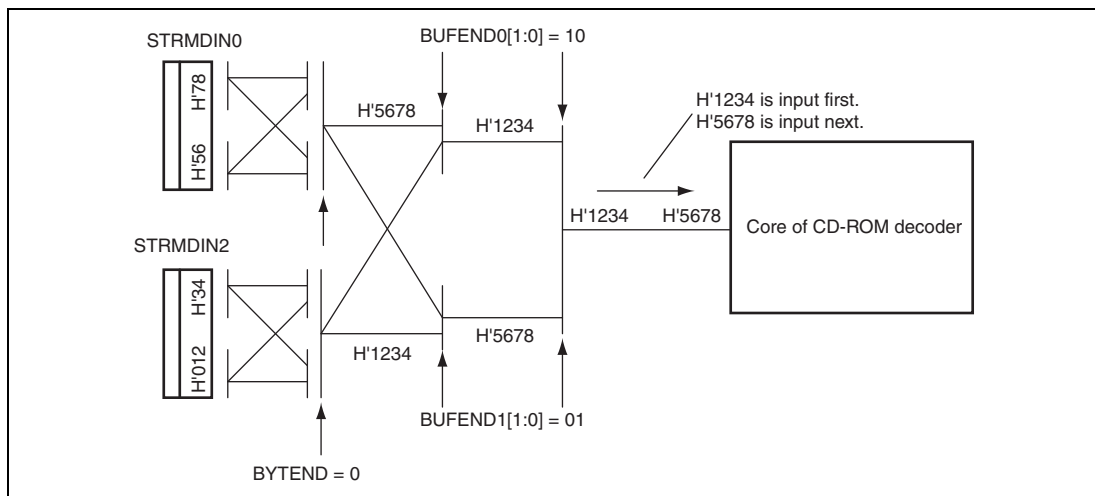 STRMDIN0
H'78
H'56
STRMDIN2
H'34
H'012
BYTEND = 0
H'5678
H'1234
BUFEND0[1:0] = 10
H'1234
H'5678
BUFEND1[1:0] = 01
H'1234 is input first.
H'5678 is input next.
H'1234 H'5678
Core of CD-ROM decoder